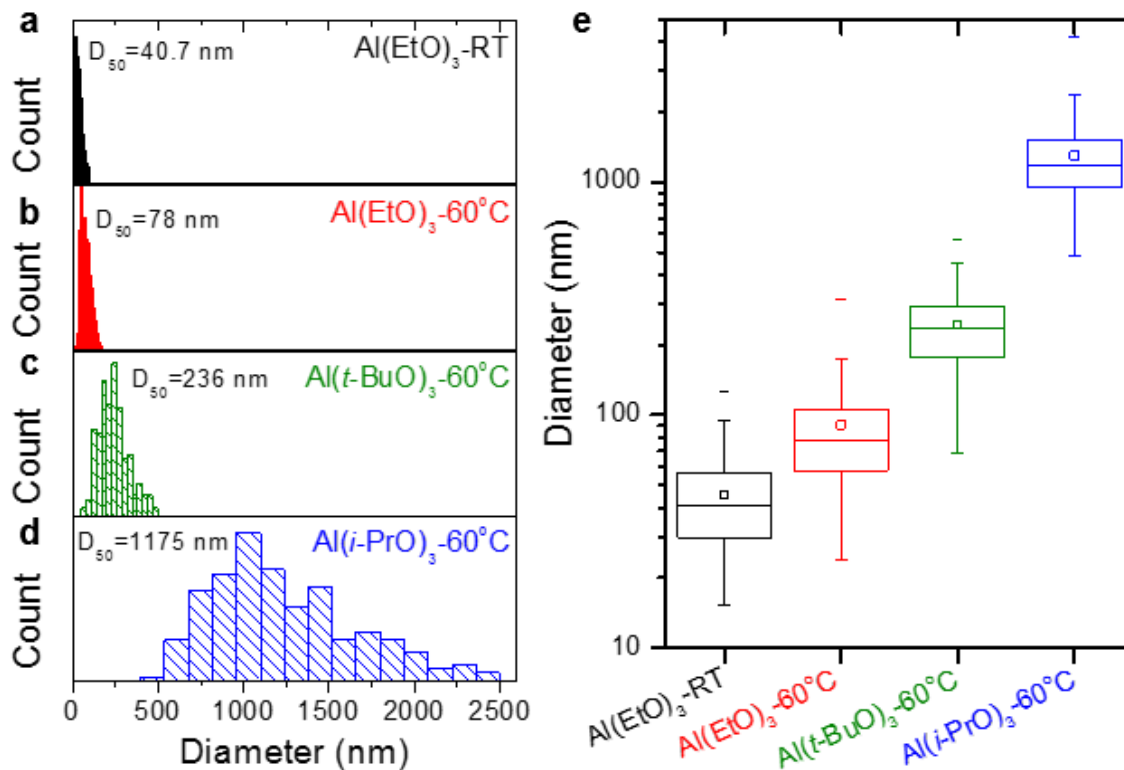 a
D₅₀=40.7 nm
Al(EtO)₃-RT
Count
b
D₅₀=78 nm
Al(EtO)₃-60°C
Count
c
D₅₀=236 nm
Al(t-BuO)₃-60°C
Count
d
D₅₀=1175 nm
Al(i-PrO)₃-60°C
Count
0 500 1000 1500 2000 2500
Diameter (nm)
e
Diameter (nm)
1000
100
10
Al(EtO)₃-RT
Al(EtO)₃-60°C
Al(t-BuO)₃-60°C
Al(i-PrO)₃-60°C